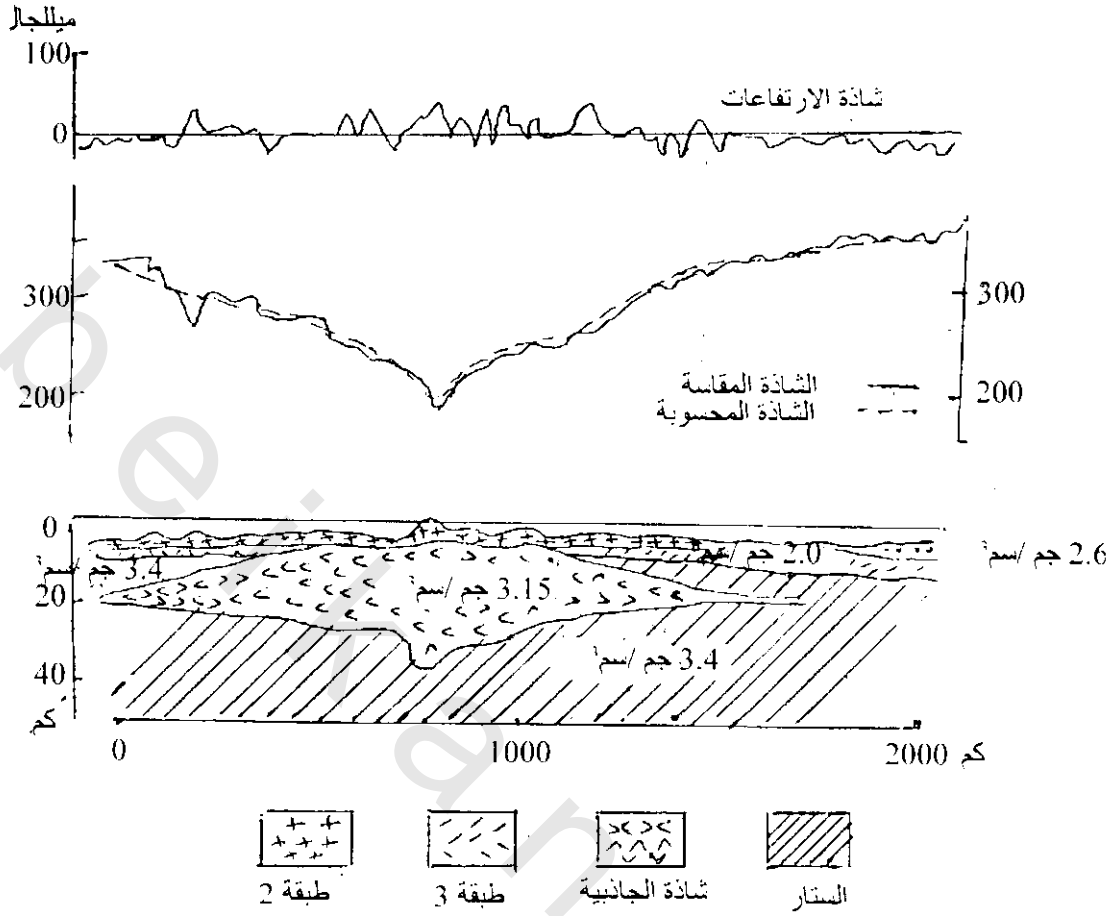 ميللجال
100
شاذة الارتفاعات
0
300
300
200
الشاذة المقاسة
200
الشاذة المحسوبة
0
3.4 جم /سم³
2.0 جم /سم³
2.6 جم /سم³
20
3.15 جم /سم³
3.4 جم /سم³
40
كم
0
1000
2000 كم
طبقة 2
طبقة 3
شاذة الجاذبية
الستار